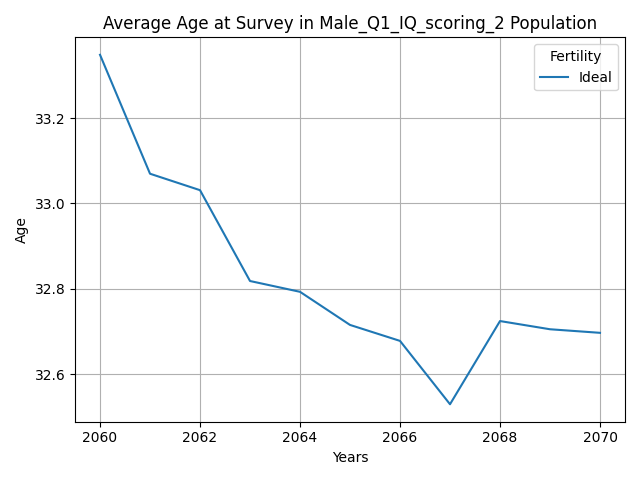 Average Age at Survey in Male_Q1_IQ_scoring_2 Population
Fertility
Ideal
33.2
33.0
32.8
32.6
Age
2060 2062 2064 2066 2068 2070
Years